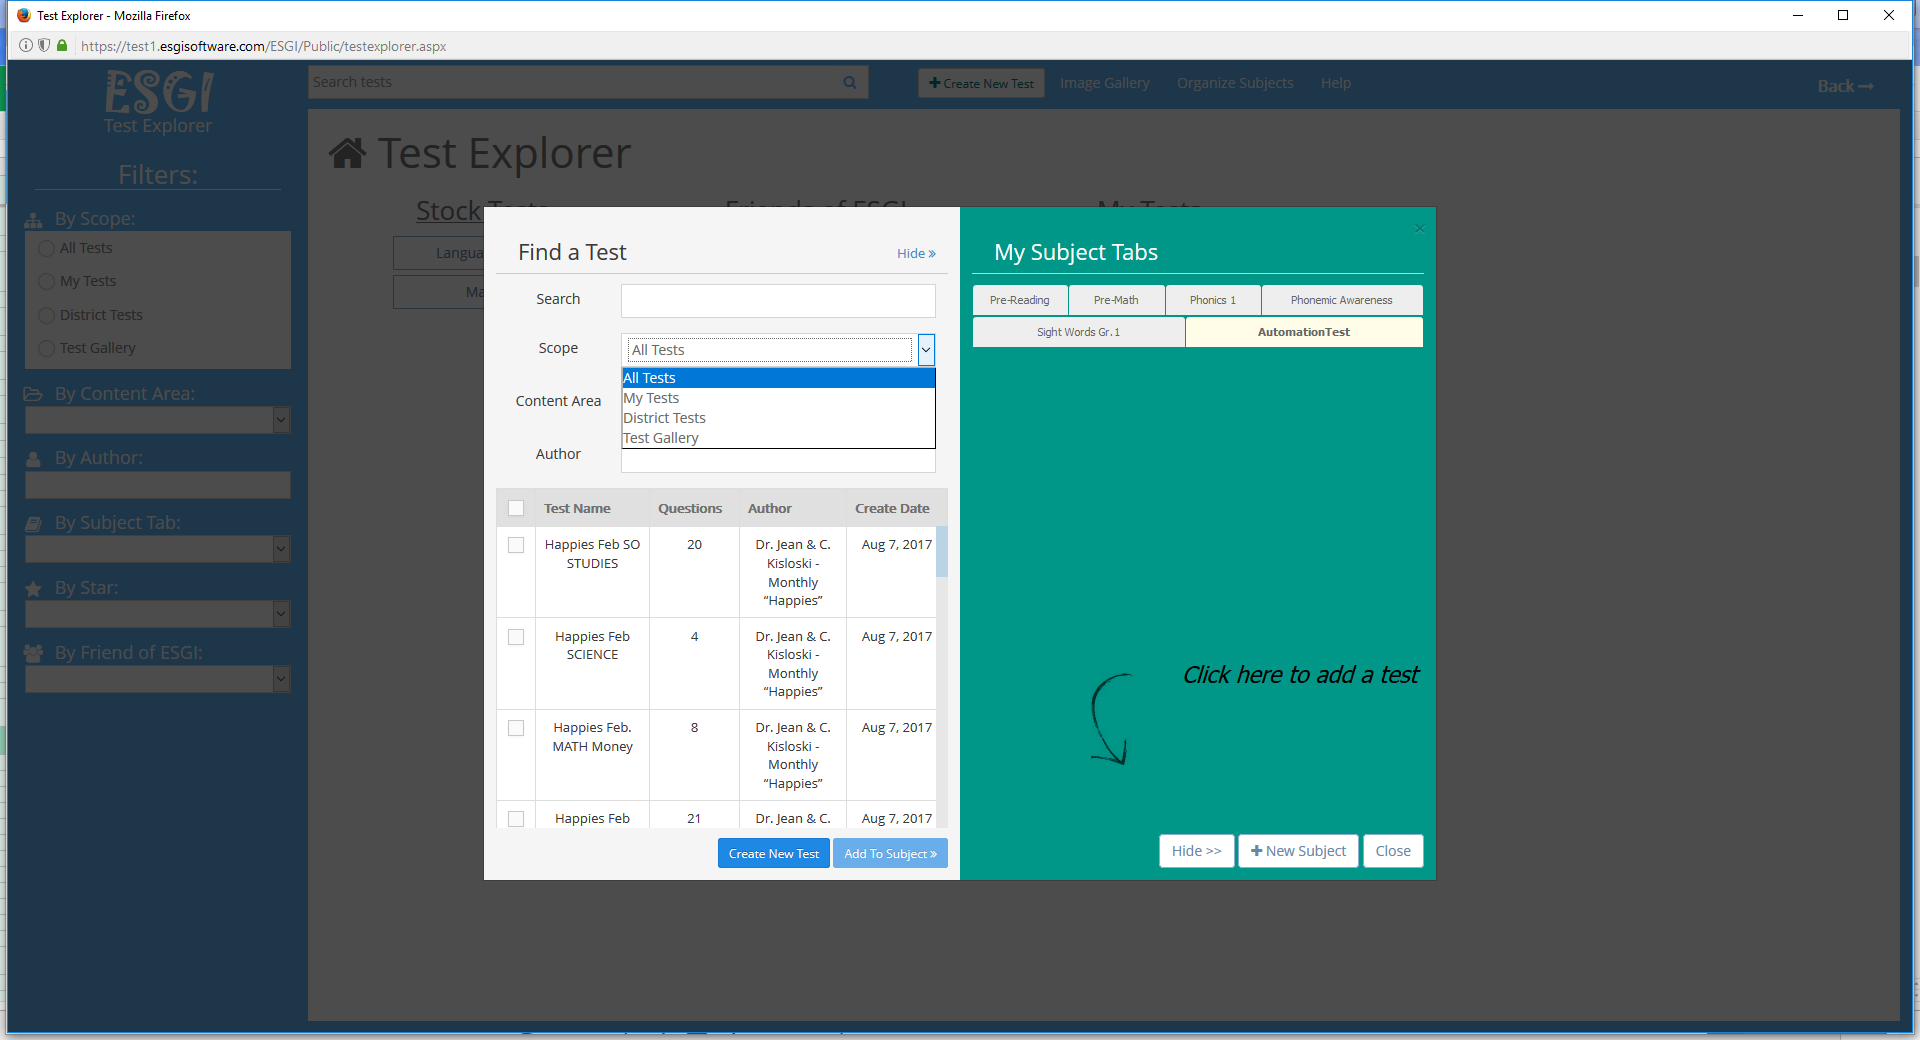 Test Explorer - Mozilla Firefox
https://test1.esgisoftware.com/ESGI/Public/testexplorer.aspx
ESGI
Test Explorer
Search tests
Create New Test
Image Gallery
Organize Subjects
Help
Back
Filters:
By Scope:
All Tests
My Tests
District Tests
Test Gallery
By Content Area:
By Author:
By Subject Tab:
By Star:
By Friend of ESGI:
Test Explorer
Stock Tests
Friends of ESGI
My Tests
Langua
Ma
Find a Test
Hide »
Search
Scope
All Tests
All Tests
My Tests
District Tests
Test Gallery
Content Area
Author
Test Name Questions Author Create Date
Happies Feb SO STUDIES 20 Dr. Jean & C. Kisloski - Monthly “Happies” Aug 7, 2017
Happies Feb SCIENCE 4 Dr. Jean & C. Kisloski - Monthly “Happies” Aug 7, 2017
Happies Feb. MATH Money 8 Dr. Jean & C. Kisloski - Monthly “Happies” Aug 7, 2017
Happies Feb 21 Dr. Jean & C. Aug 7, 2017
Create New Test
Add To Subject »
My Subject Tabs
×
Pre-Reading
Pre-Math
Phonics 1
Phonemic Awareness
Sight Words Gr.1
AutomationTest
Click here to add a test
Hide >>
+ New Subject
Close